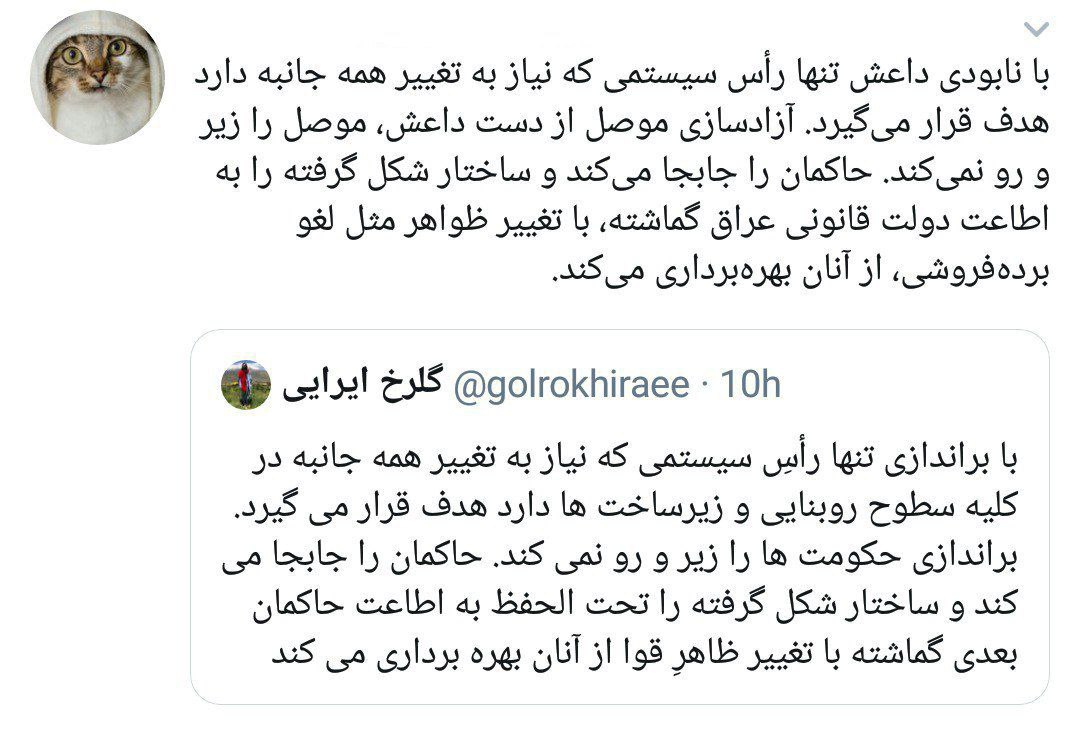 با نابودی داعش تنها رأس سیستمی که نیاز به تغییر همه جانبه دارد
هدف قرار می‌گیرد. آزادسازی موصل از دست داعش، موصل را زیر
و رو نمی‌کند. حاکمان را جابجا می‌کند و ساختار شکل گرفته را به
اطاعت دولت قانونی عراق گماشته، با تغییر ظواهر مثل لغو
برده‌فروشی، از آنان بهره‌برداری می‌کند.
گلرخ ایرایی @golrokhiraee · 10h
با براندازی تنها رأسِ سیستمی که نیاز به تغییر همه جانبه در
کلیه سطوح روبنایی و زیرساخت ها دارد هدف قرار می گیرد.
براندازی حکومت ها را زیر و رو نمی کند. حاکمان را جابجا می
کند و ساختار شکل گرفته را تحت الحفظ به اطاعت حاکمان
بعدی گماشته با تغییر ظاهرِ قوا از آنان بهره برداری می کند